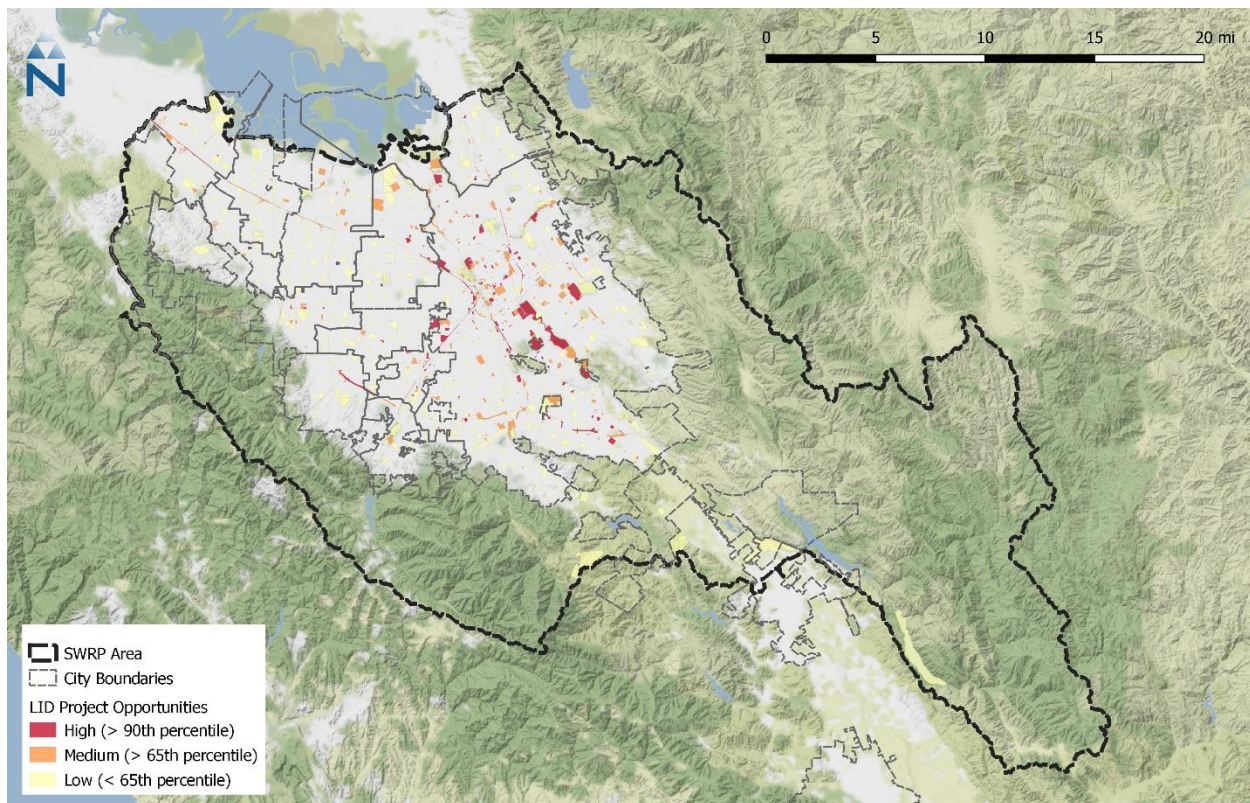 N
0 5 10 15 20 mi
SWRP Area
City Boundaries
LID Project Opportunities
High (> 90th percentile)
Medium (> 65th percentile)
Low (< 65th percentile)